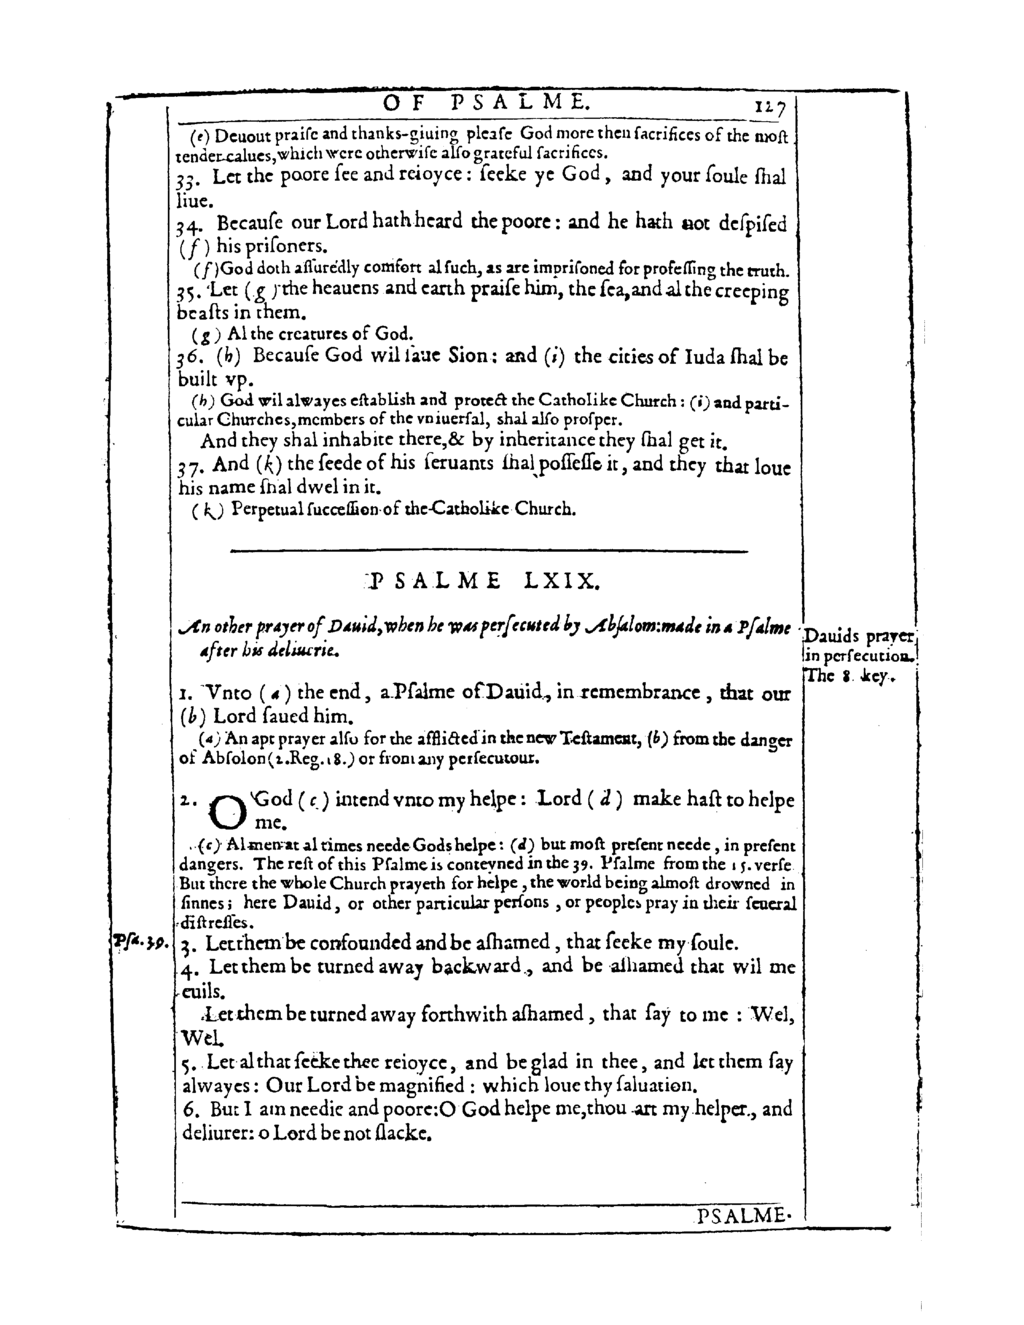 OF PSALME. 127
(e) Deuout praiſe and thanks-giuing pleaſe God more then ſacrifices of the moſt
tender calues, which were otherwiſe alſo grateful ſacrifices.
33. Let the poore ſee and reioyce: ſeeke ye God, and your ſoule ſhal
liue.
34. Becauſe our Lord hath heard the poore: and he hath not deſpiſed
(f) his priſoners.
(f) God doth aſſuredly comfort al ſuch, as are impriſoned for profeſſing the truth.
35. Let (g) the heauens and earth praiſe him, the ſea, and al the creeping
beaſts in them.
(g) Al the creatures of God.
36. (h) Becauſe God wil ſaue Sion: and (i) the cities of Iuda ſhal be
built vp.
(h) God wil alwayes eſtabliſh and protect the Catholike Church: (i) and parti-
cular Churches, members of the vniuerſal, shal alſo proſper.
And they shal inhabite there, & by inheritance they ſhal get it.
37. And (k) the ſeede of his ſeruants ſhal poſſeſſe it, and they that loue
his name ſhal dwel in it.
(k) Perpetual ſucceſſion of the Catholike Church.
PSALME LXIX.
An other prayer of Dauid, when he was perſecuted by Abſalom: made in a Pſalme
after his deliuerie.
Dauids prayer
in perſecution.
The 8. key.
1. Vnto (a) the end, a Pſalme of Dauid, in remembrance, that our
(b) Lord ſaued him.
(a) An apt prayer alſo for the afflicted in the new Teſtament, (b) from the danger
of Abſolon (2. Reg. 18.) or from any perſecutour.
2. O God (c) intend vnto my helpe: Lord (d) make haſt to helpe
me.
(c) Al men at al times neede Gods helpe: (d) but moſt preſent neede, in preſent
dangers. The reſt of this Pſalme is conteyned in the 39. Pſalme from the 15. verſe
But there the whole Church prayeth for helpe, the world being almoſt drowned in
ſinnes; here Dauid, or other particular perſons, or peoples pray in their ſeueral
diſtreſſes.
Pſa. 39.
3. Let them be confounded and be aſhamed, that ſeeke my ſoule.
4. Let them be turned away backward, and be aſhamed that wil me
euils.
Let them be turned away forthwith aſhamed, that ſay to me: Wel,
Wel.
5. Let al that ſeeke thee reioyce, and be glad in thee, and let them ſay
alwayes: Our Lord be magnified: which loue thy ſaluation.
6. But I am needie and poore: O God helpe me, thou art my helper, and
deliurer: o Lord be not ſlacke.
PSALME.